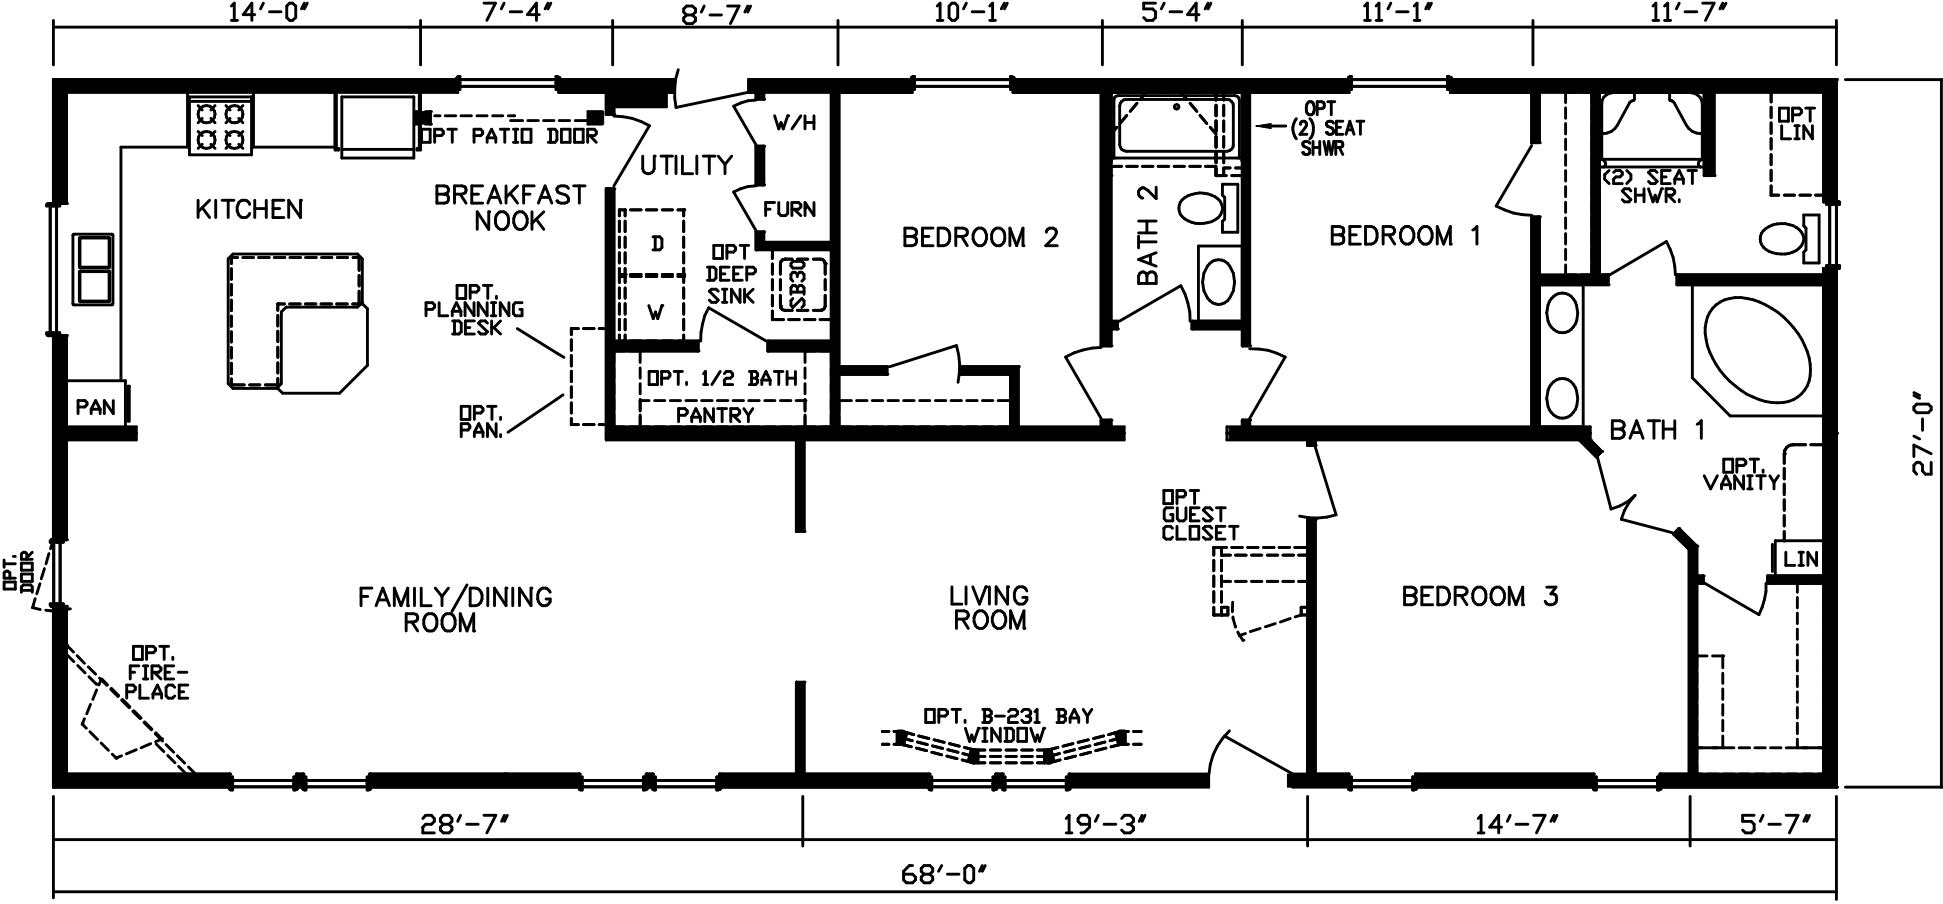 14'-0"
7'-4"
8'-7"
10'-1"
5'-4"
11'-1"
11'-7"
OPT PATIO DOOR
W/H
OPT
(2) SEAT
SHWR
OPT
LIN
UTILITY
KITCHEN
BREAKFAST
NOOK
FURN
(2) SEAT
SHWR.
BATH 2
BEDROOM 2
BEDROOM 1
D
W
OPT
DEEP
SINK
SB30
OPT.
PLANNING
DESK
OPT. 1/2 BATH
PANTRY
PAN
OPT.
PAN.
BATH 1
27'-0"
OPT.
VANITY
OPT
GUEST
CLOSET
LIN
OPT.
DOOR
FAMILY/DINING
ROOM
LIVING
ROOM
BEDROOM 3
OPT.
FIRE-
PLACE
OPT. B-231 BAY
WINDOW
28'-7"
19'-3"
14'-7"
5'-7"
68'-0"